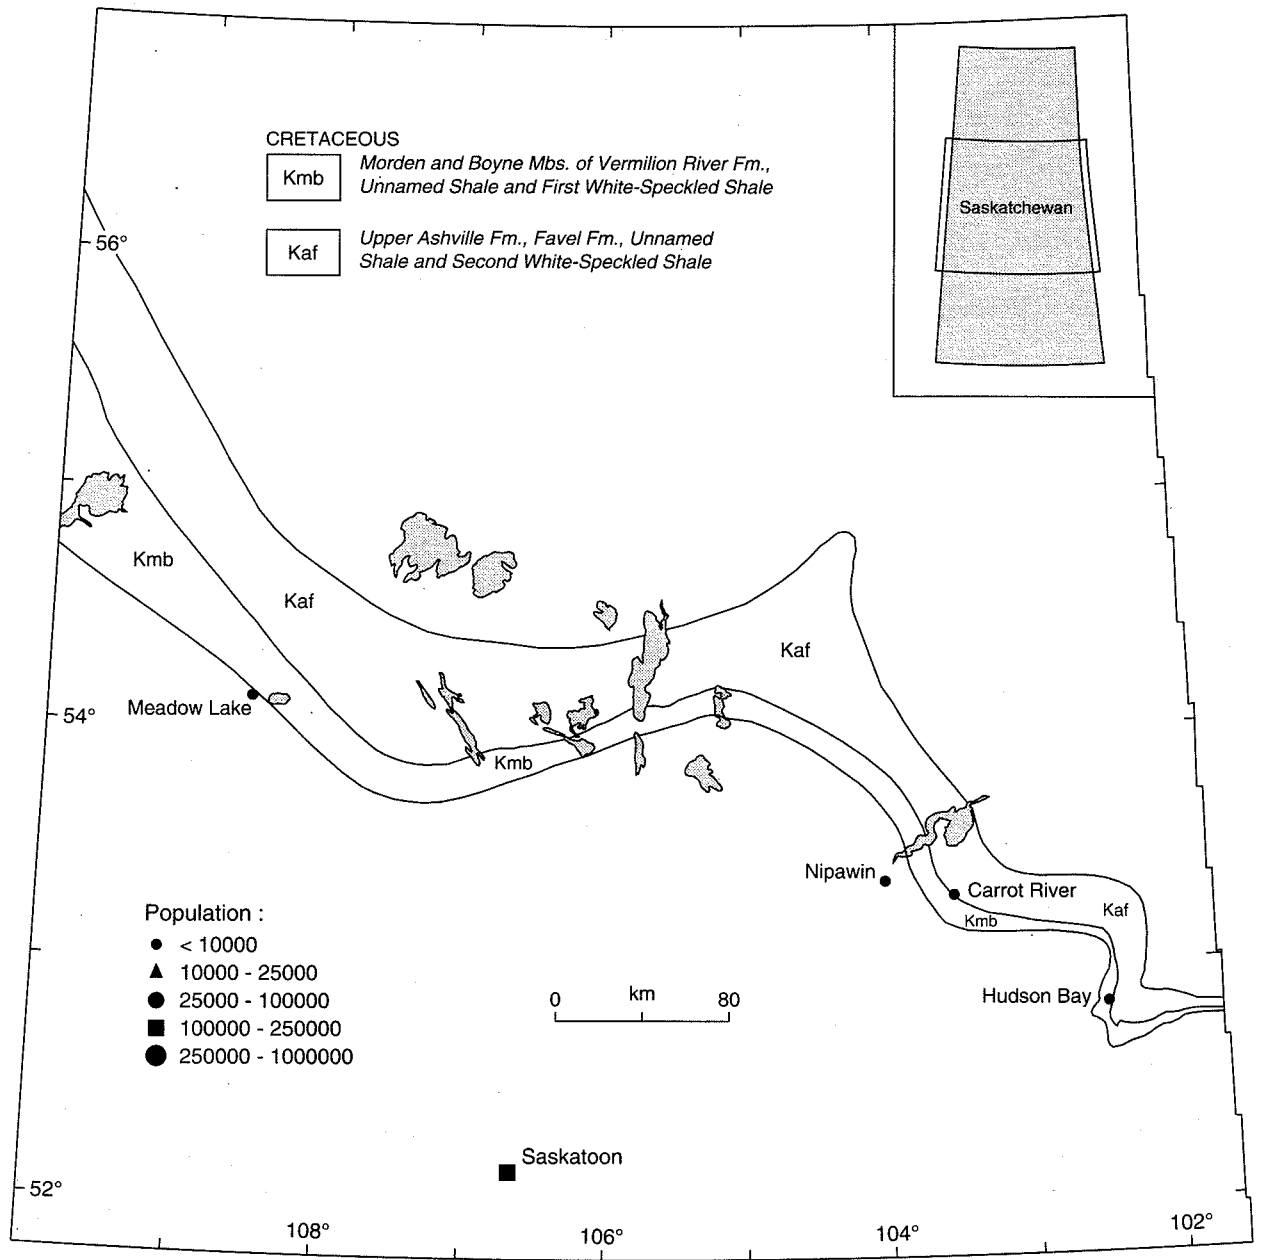 CRETACEOUS
Kmb
Morden and Boyne Mbs. of Vermilion River Fm.,
Unnamed Shale and First White-Speckled Shale
Kaf
Upper Ashville Fm., Favel Fm., Unnamed
Shale and Second White-Speckled Shale
Saskatchewan
56°
Kmb
Kaf
Kaf
Meadow Lake
54°
Kmb
Nipawin
Carrot River
Kaf
Kmb
Hudson Bay
Population :
< 10000
10000 - 25000
25000 - 100000
100000 - 250000
250000 - 1000000
0 km 80
Saskatoon
52°
108° 106° 104° 102°